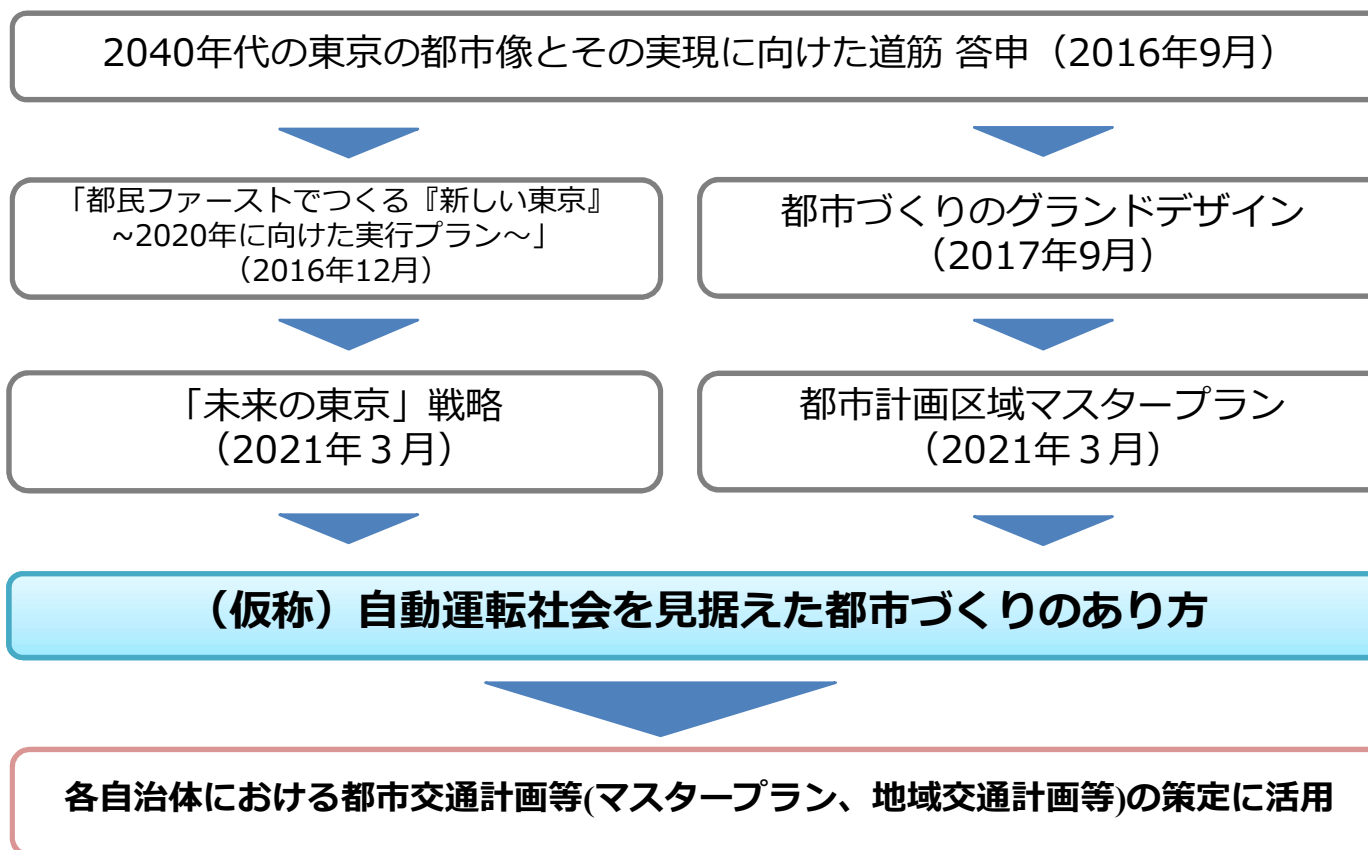 2040年代の東京の都市像とその実現に向けた道筋 答申（2016年9月）
「都民ファーストでつくる『新しい東京』
~2020年に向けた実行プラン～」
（2016年12月）
都市づくりのグランドデザイン
（2017年9月）
「未来の東京」戦略
（2021年３月）
都市計画区域マスタープラン
（2021年３月）
（仮称）自動運転社会を見据えた都市づくりのあり方
各自治体における都市交通計画等(マスタープラン、地域交通計画等)の策定に活用